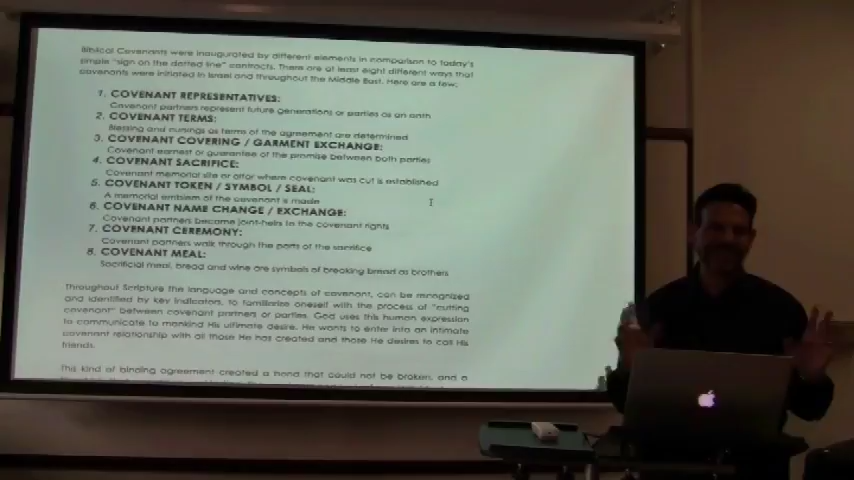 Biblical Covenants were inaugurated by different elements in comparison to today's
simple "sign on the dotted line" contracts. There are at least eight different ways that
covenants were initiated in Israel and throughout the Middle East. Here are a few;
1. COVENANT REPRESENTATIVES:
Covenant partners represent future generations or parties as an oath
2. COVENANT TERMS:
Blessing and cursings as terms of the agreement are determined
3. COVENANT COVERING / GARMENT EXCHANGE:
Covenant earnest or guarantee of the promise between both parties
4. COVENANT SACRIFICE:
Covenant memorial site or altar where covenant was cut is established
5. COVENANT TOKEN / SYMBOL / SEAL:
A memorial emblem of the covenant is made
6. COVENANT NAME CHANGE / EXCHANGE:
Covenant partners become joint-heirs in the covenant rights
7. COVENANT CEREMONY:
Covenant partners walk through the parts of the sacrifice
8. COVENANT MEAL:
Sacrificial meal, bread and wine are symbols of breaking bread as brothers
Throughout Scripture the language and concepts of covenant, can be recognized
and identified by key indicators, to familiarize oneself with the process of "cutting
covenant" between covenant partners or parties. God uses this human expression
to communicate to mankind His ultimate desire. He wants to enter into an intimate
covenant relationship with all those He has created and those He desires to call His
friends.
This kind of binding agreement created a bond that could not be broken, and a